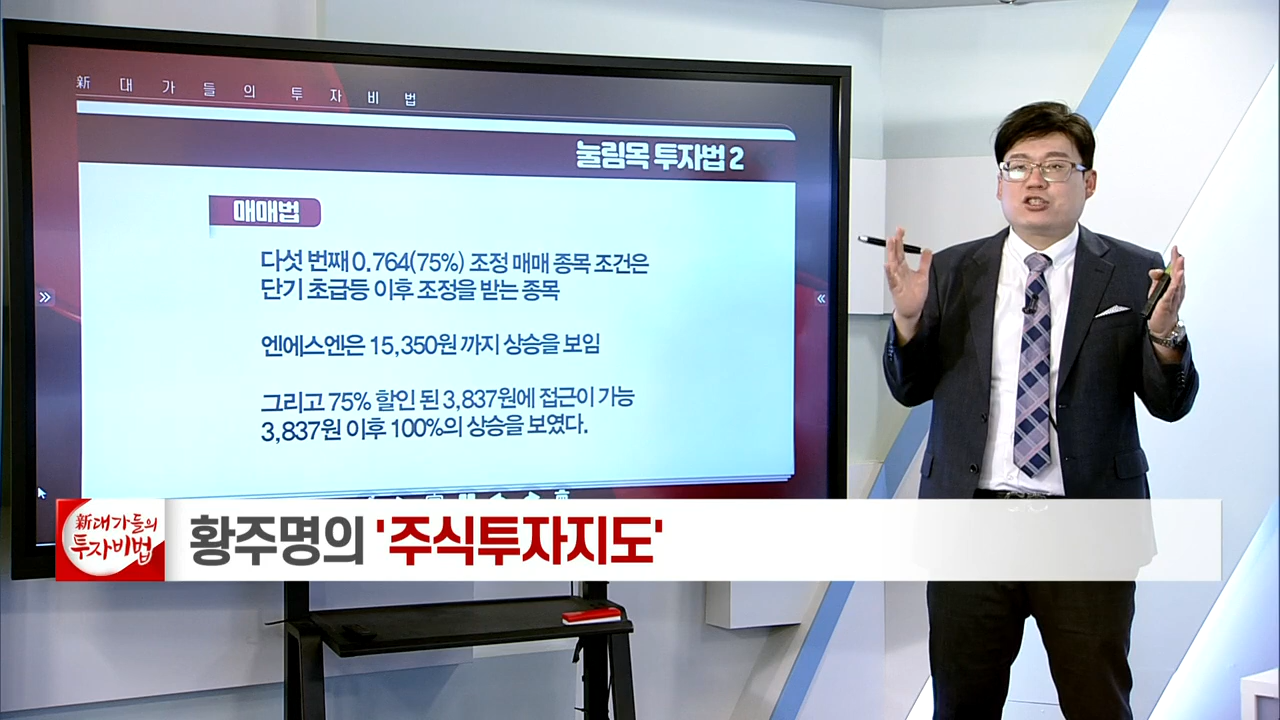 新 대가들의 투자비법
눌림목 투자법 2
매매법
다섯 번째 0.764(75%) 조정 매매 종목 조건은
단기 초급등 이후 조정을 받는 종목
엔에스엔은 15,350원 까지 상승을 보임
그리고 75% 할인 된 3,837원에 접근이 가능
3,837원 이후 100%의 상승을 보였다.
新대가들의
투자비법
황주명의 '주식투자지도'